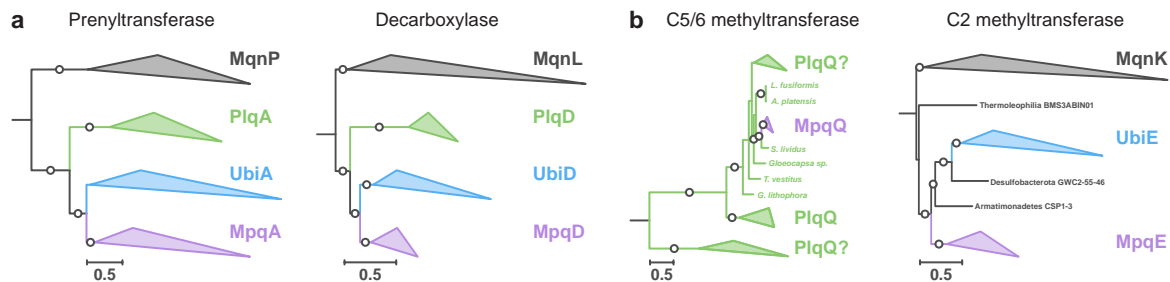 a
Prenyltransferase
MqnP
PlqA
UbiA
MpqA
0.5
Decarboxylase
MqnL
PlqD
UbiD
MpqD
0.5
b
C5/6 methyltransferase
PlqQ?
L. fusiformis
A. platensis
MpqQ
S. lividus
Gloeocapsa sp.
T. vestitus
G. lithophora
PlqQ
PlqQ?
0.5
C2 methyltransferase
MqnK
Thermoleophilia BMS3ABIN01
UbiE
Desulfobacterota GWC2-55-46
Armatimonadetes CSP1-3
MpqE
0.5